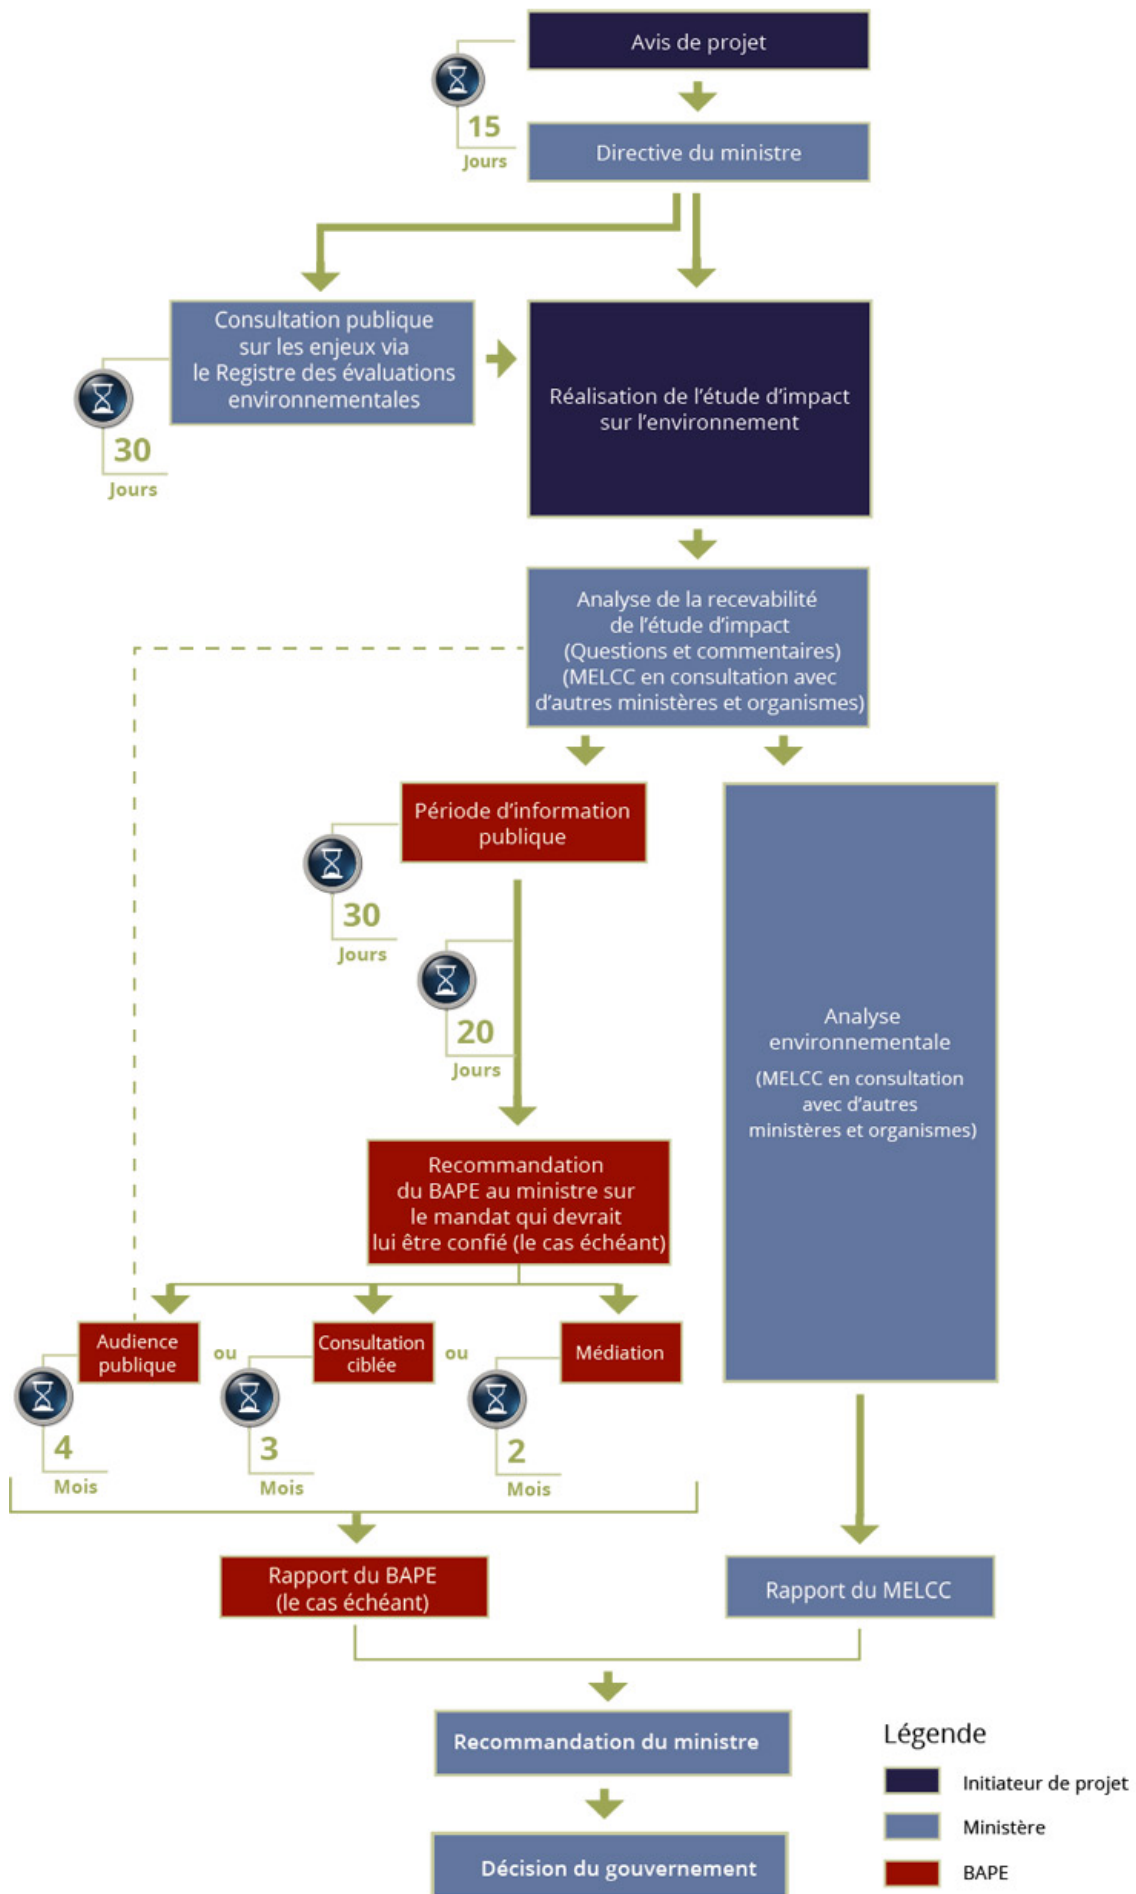 Avis de projet
15
Jours
Directive du ministre
Consultation publique
sur les enjeux via
le Registre des évaluations
environnementales
30
Jours
Réalisation de l'étude d'impact
sur l'environnement
Analyse de la recevabilité
de l'étude d'impact
(Questions et commentaires)
(MELCC en consultation avec
d'autres ministères et organismes)
Période d'information
publique
30
Jours
20
Jours
Analyse
environnementale
(MELCC en consultation
avec d'autres
ministères et organismes)
Recommandation
du BAPE au ministre sur
le mandat qui devrait
lui être confié (le cas échéant)
Audience
publique
ou
Consultation
ciblée
ou
Médiation
4
Mois
3
Mois
2
Mois
Rapport du BAPE
(le cas échéant)
Rapport du MELCC
Recommandation du ministre
Décision du gouvernement
Légende
Initiateur de projet
Ministère
BAPE